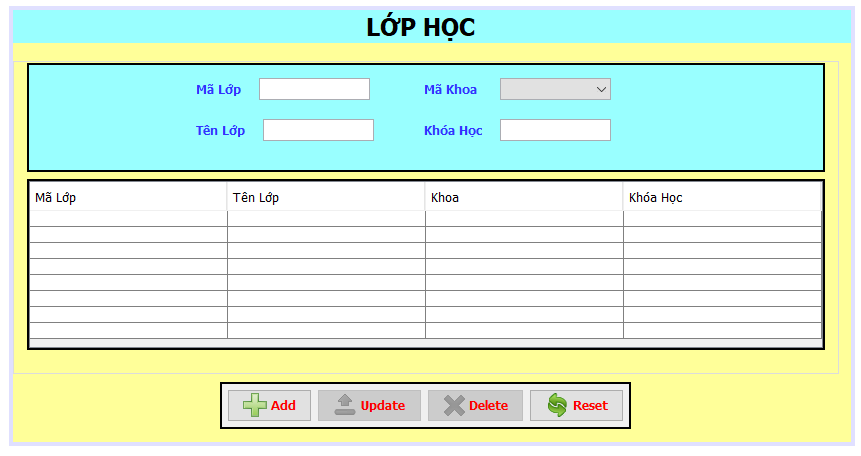 LỚP HỌC
Mã Lớp Mã Khoa
Tên Lớp Khóa Học
Mã Lớp Tên Lớp Khoa Khóa Học
Add Update Delete Reset